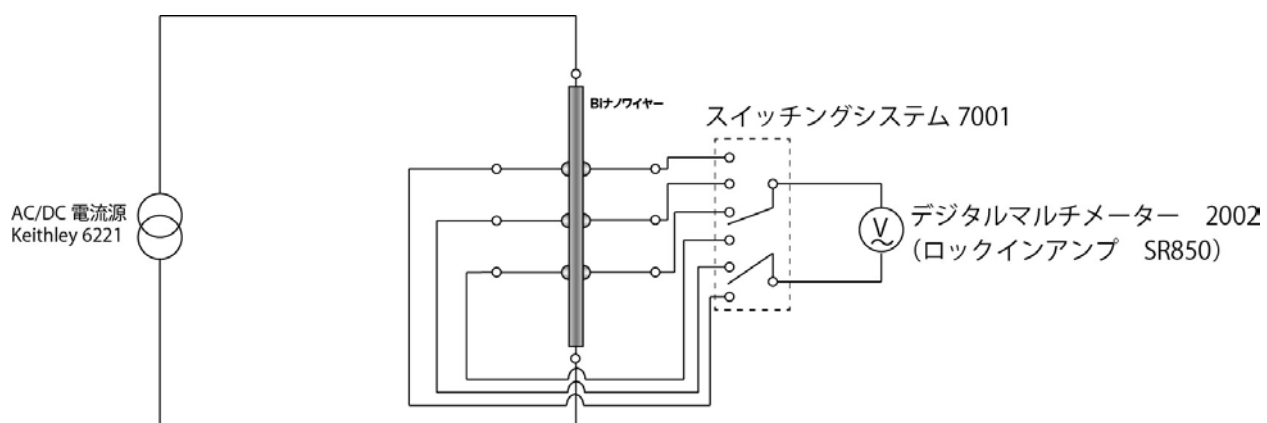 Biナノワイヤー
スイッチングシステム 7001
AC/DC 電流源
Keithley 6221
V
デジタルマルチメーター 2002
（ロックインアンプ SR850）